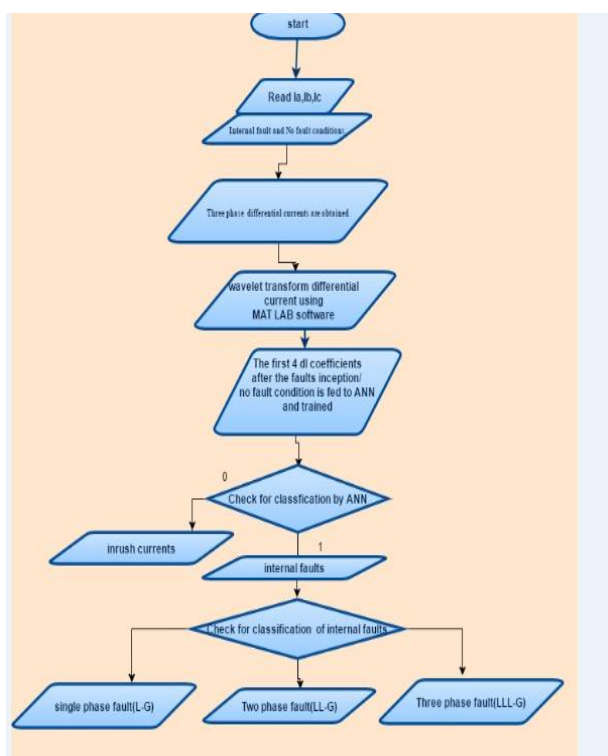 start
Read Ia,Ib,Ic
Internal fault and No fault conditions
Three phase differential currents are obtained
wavelet transform differential
current using
MAT LAB software
The first 4 dl coefficients
after the faults inception/
no fault condition is fed to ANN
and trained
0
Check for classfication by ANN
inrush currents
1
internal faults
Check for classification of internal faults
single phase fault(L-G)
Two phase fault(LL-G)
Three phase fault(LLL-G)